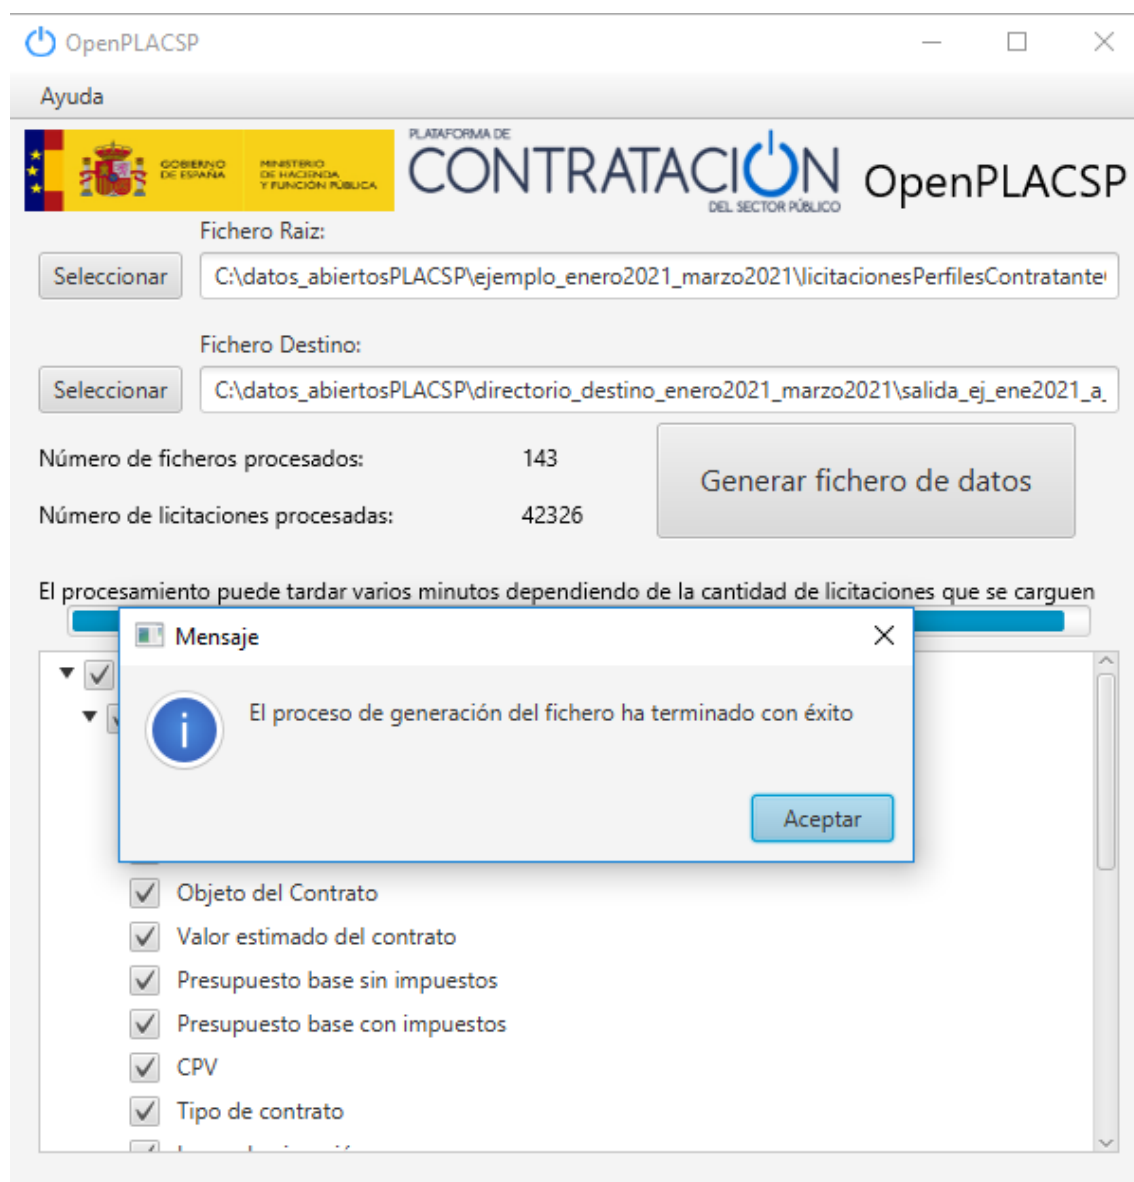 OpenPLACSP
Ayuda
GOBIERNO
DE ESPAÑA
MINISTERIO
DE HACIENDA
Y FUNCIÓN PÚBLICA
PLATAFORMA DE
CONTRATACIÓN
DEL SECTOR PÚBLICO
OpenPLACSP
Fichero Raiz:
Seleccionar
C:\datos_abiertosPLACSP\ejemplo_enero2021_marzo2021\licitacionesPerfilesContratante
Fichero Destino:
Seleccionar
C:\datos_abiertosPLACSP\directorio_destino_enero2021_marzo2021\salida_ej_ene2021_a_
Número de ficheros procesados: 143
Generar fichero de datos
Número de licitaciones procesadas: 42326
El procesamiento puede tardar varios minutos dependiendo de la cantidad de licitaciones que se carguen
Mensaje
El proceso de generación del fichero ha terminado con éxito
Aceptar
Objeto del Contrato
Valor estimado del contrato
Presupuesto base sin impuestos
Presupuesto base con impuestos
CPV
Tipo de contrato